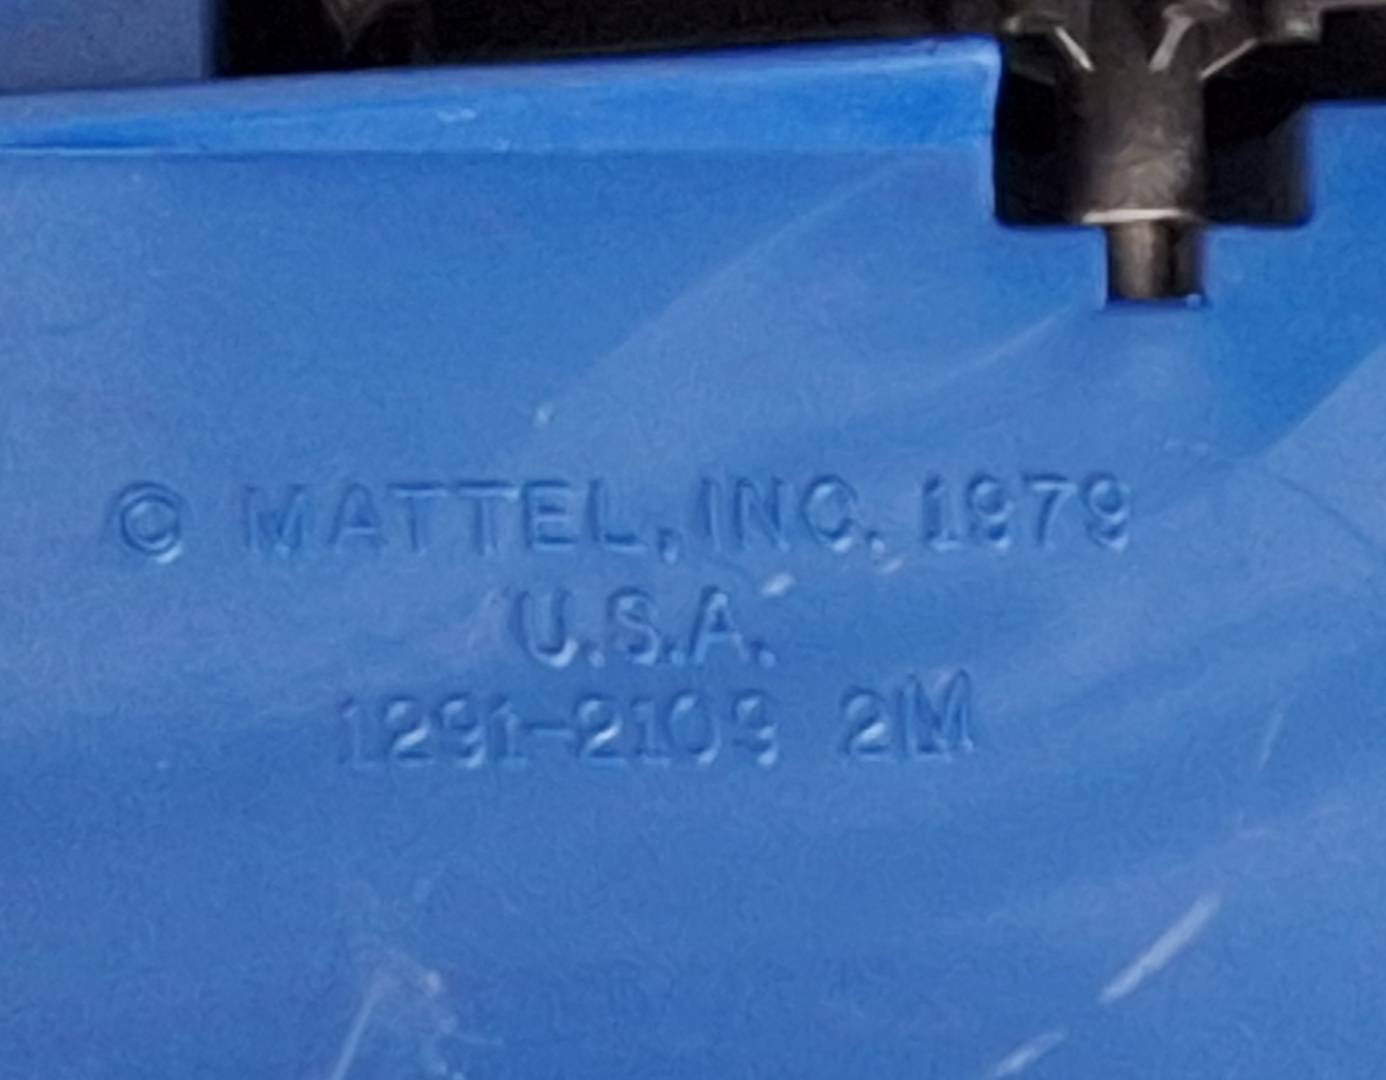 © MATTEL, INC. 1979
U.S.A.
1291-2109 2M